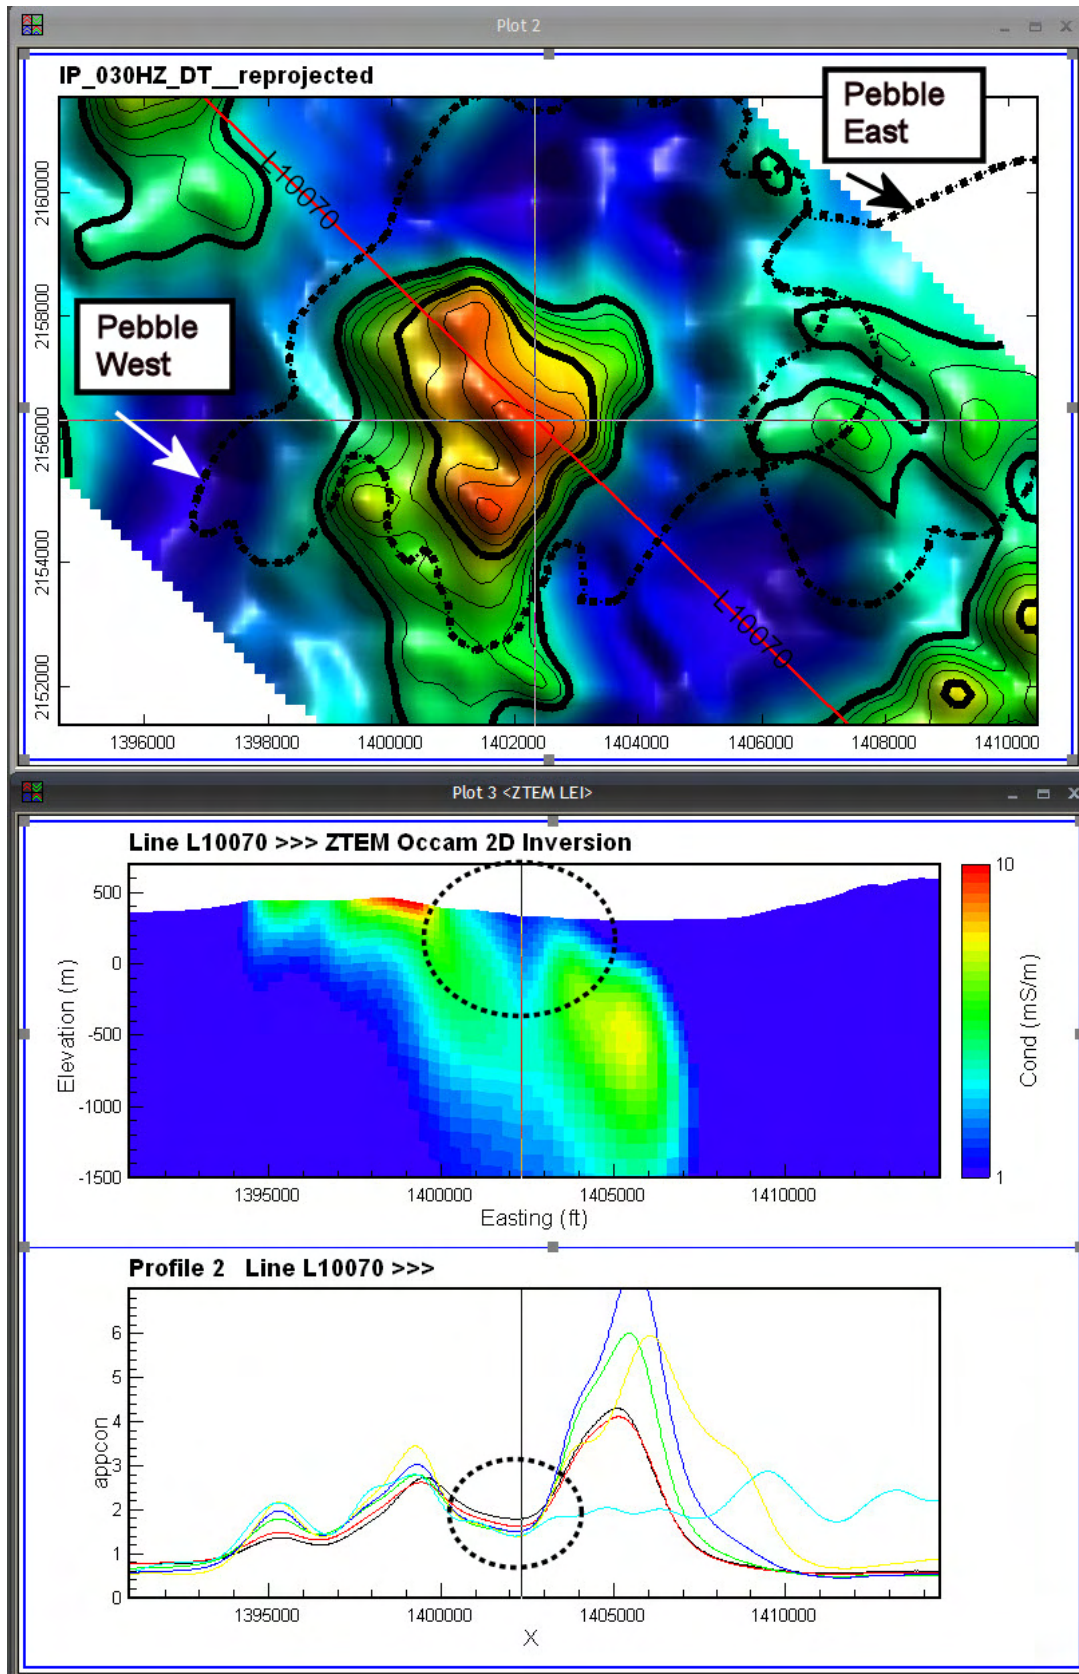 Plot 2
IP_030HZ_DT__reprojected
Pebble
East
L10070
Pebble
West
L10070
2160000
2158000
2156000
2154000
2152000
1396000 1398000 1400000 1402000 1404000 1406000 1408000 1410000
Plot 3 <ZTEM LEI>
Line L10070 >>> ZTEM Occam 2D Inversion
500
0
-500
-1000
-1500
Elevation (m)
1395000 1400000 1405000 1410000
Easting (ft)
10
1
Cond (mS/m)
Profile 2 Line L10070 >>>
6
5
4
3
2
1
0
appcon
1395000 1400000 1405000 1410000
X